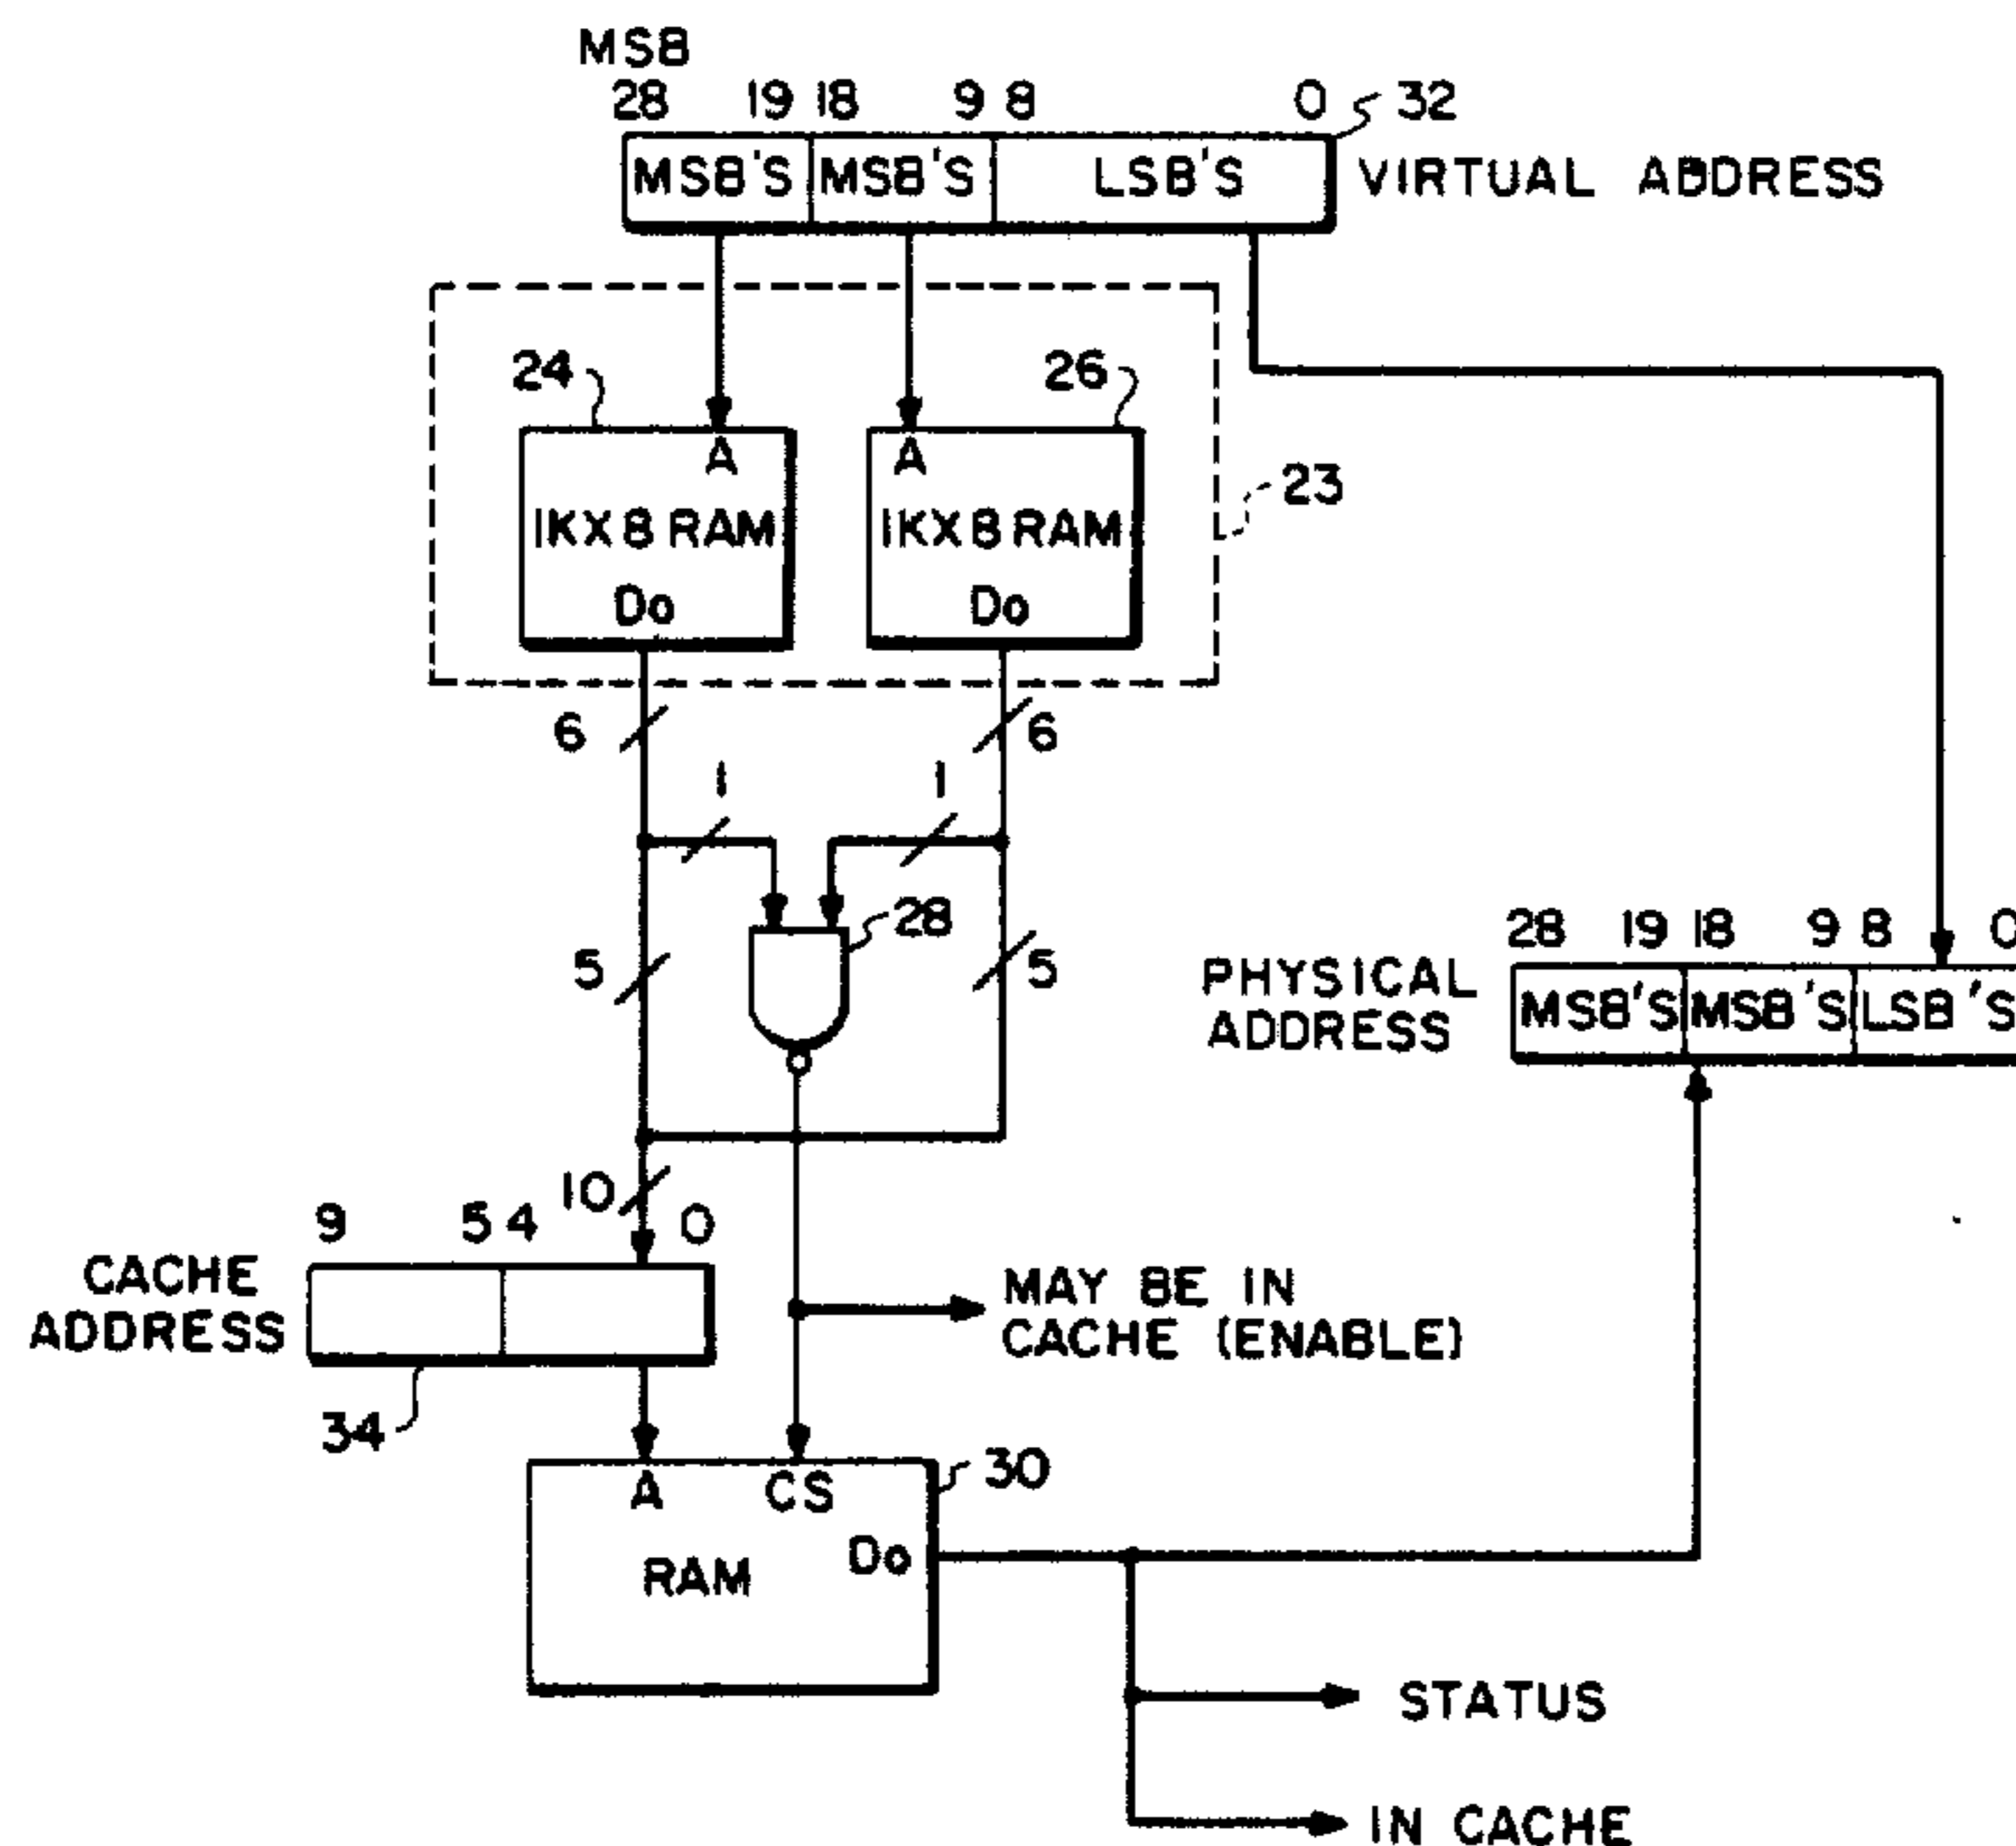 MSB
28 19 18 9 8 0 32
MSB'S MSB'S LSB'S VIRTUAL ADDRESS
24 26
A A
23
1KX8 RAM 1KX8 RAM
Do Do
6 6
1 1
28
5 5
28 19 18 9 8 0
PHYSICAL
ADDRESS
MSB'S MSB'S LSB'S
10
9 5 4 0
CACHE
ADDRESS
MAY BE IN
CACHE (ENABLE)
34
30
A CS
Do
RAM
STATUS
IN CACHE